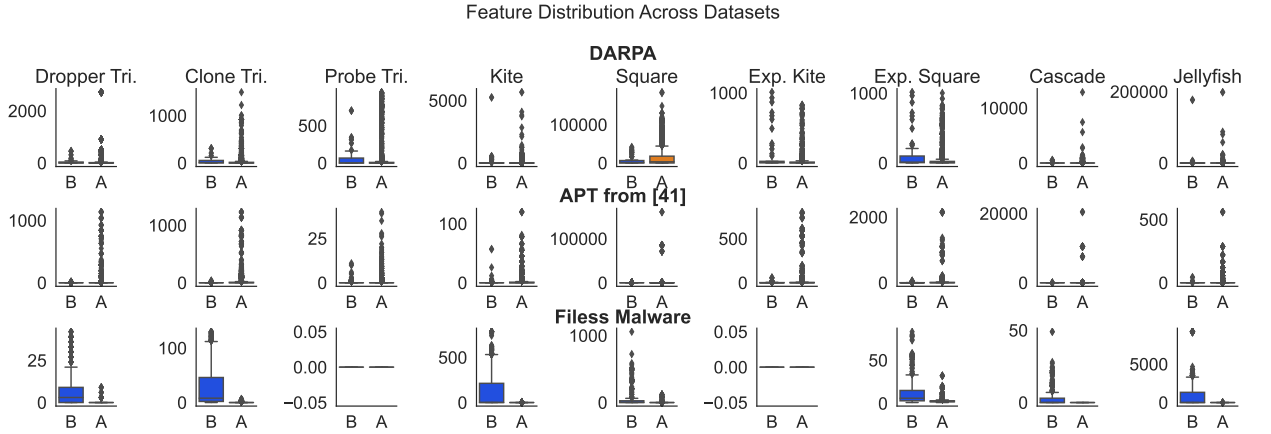 Feature Distribution Across Datasets
DARPA
Dropper Tri. Clone Tri. Probe Tri. Kite Square Exp. Kite Exp. Square Cascade Jellyfish
2000 0 1000 0 500 0 5000 0 100000 0 1000 0 1000 0 10000 0 200000 0
B A B A B A B A B A B A B A B A B A
APT from [41]
1000 0 1000 0 25 0 100 0 100000 0 500 0 2000 0 20000 0 500 0
B A B A B A B A B A B A B A B A B A
Filess Malware
25 0 100 0 0.05 0.00 −0.05 500 0 1000 0 0.05 0.00 −0.05 50 0 50 0 5000 0
B A B A B A B A B A B A B A B A B A